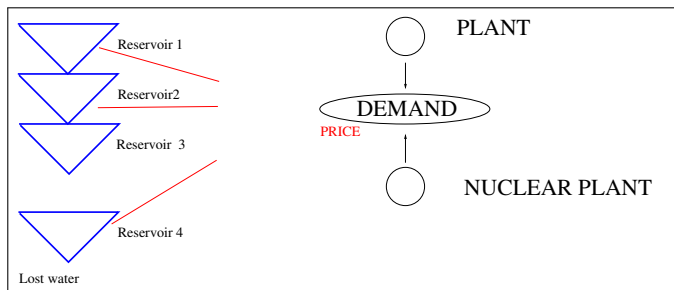 Reservoir 1
Reservoir2
Reservoir 3
Reservoir 4
Lost water
PLANT
DEMAND
PRICE
NUCLEAR PLANT